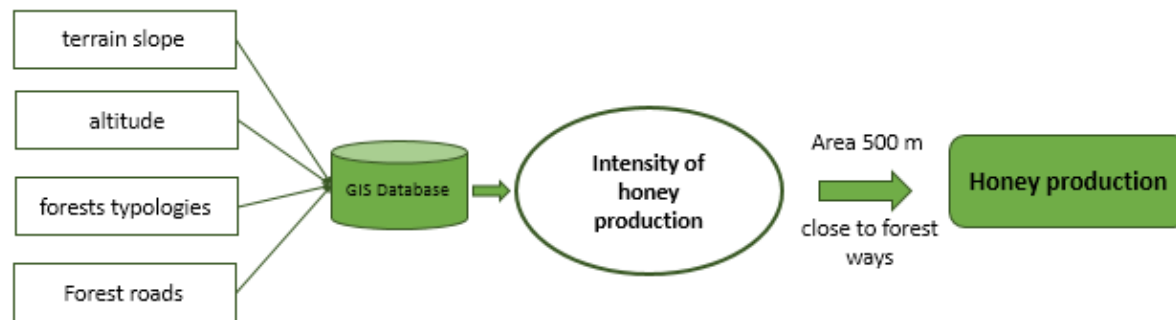 terrain slope
altitude
forests typologies
Forest roads
GIS Database
Intensity of
honey
production
Area 500 m
close to forest
ways
Honey production